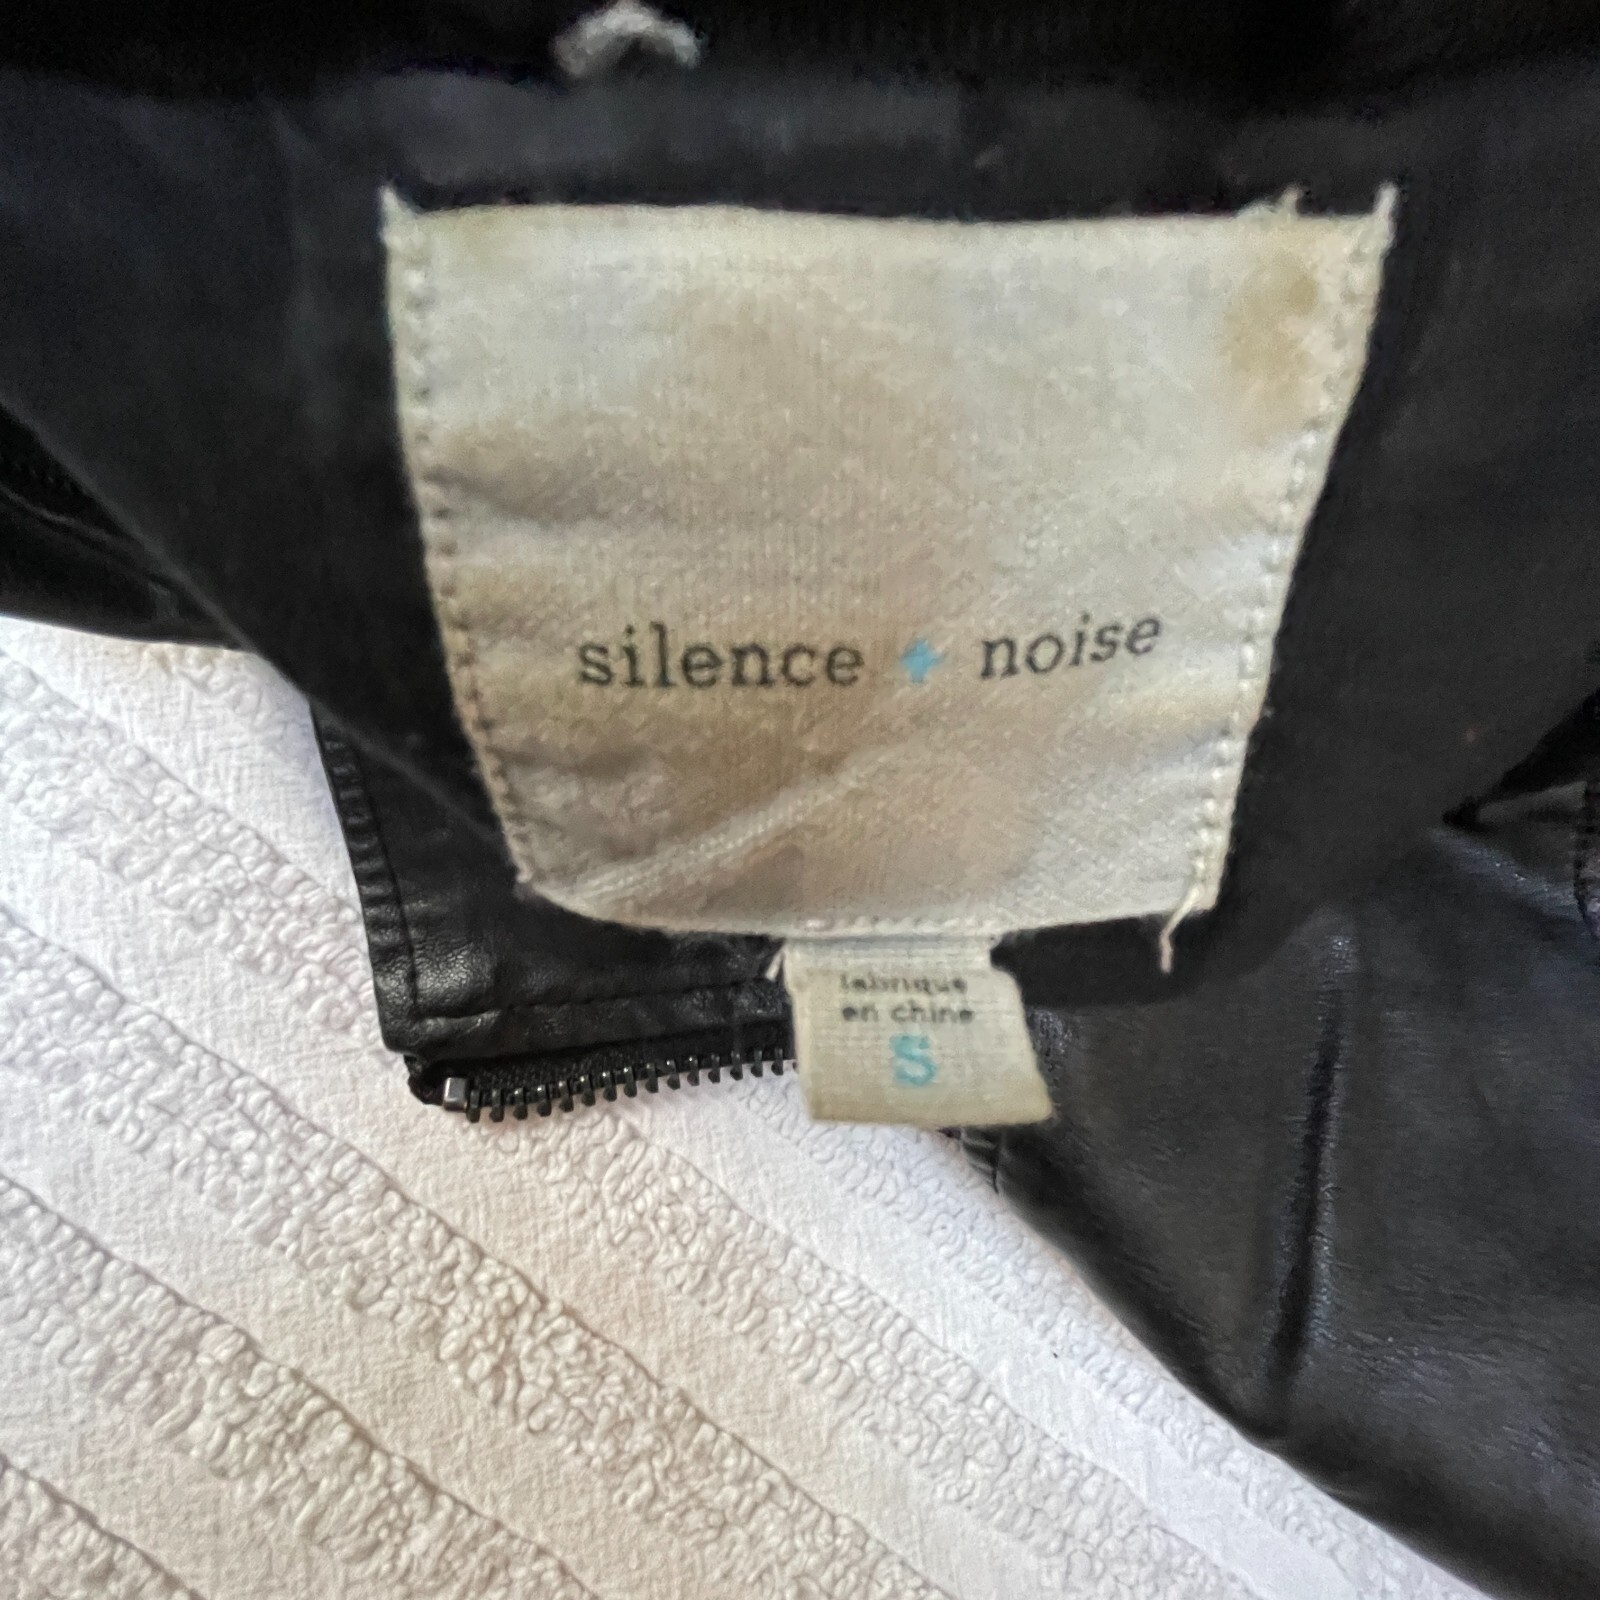 silence + noise
fabrique
en chine
S